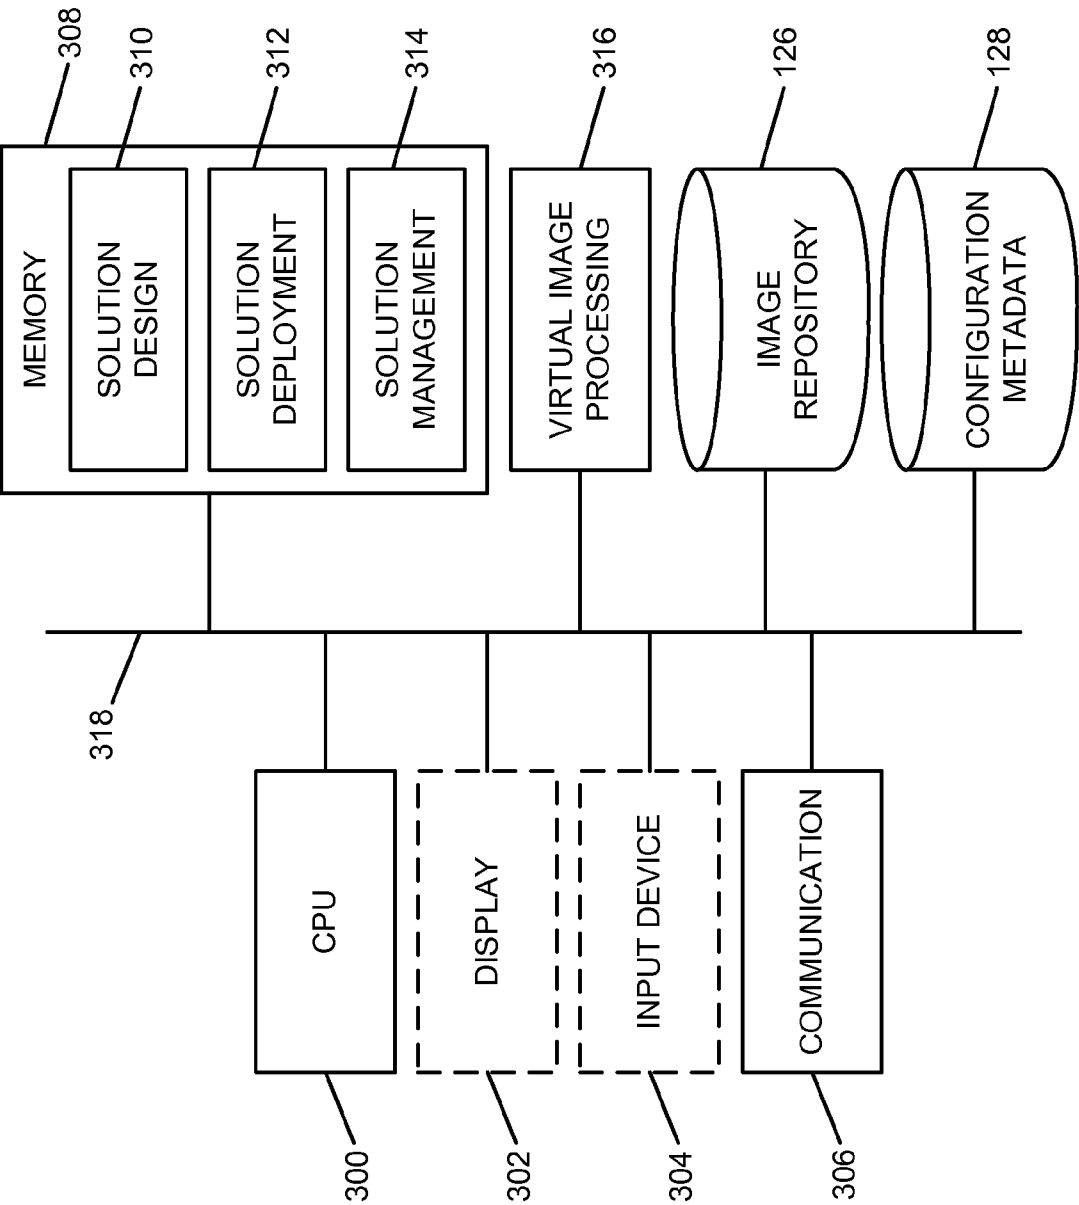 308
310
312
314
316
126
128
MEMORY
SOLUTION
DESIGN
SOLUTION
DEPLOYMENT
SOLUTION
MANAGEMENT
VIRTUAL IMAGE
PROCESSING
IMAGE
REPOSITORY
CONFIGURATION
METADATA
318
CPU
DISPLAY
INPUT DEVICE
COMMUNICATION
300
302
304
306